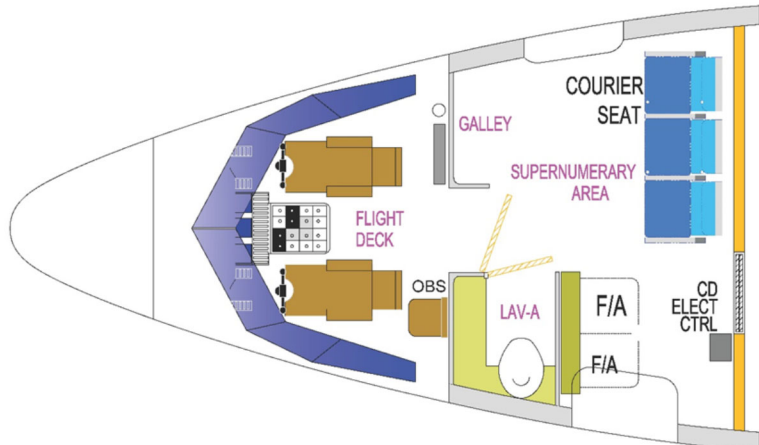 COURIER
SEAT
GALLEY
SUPERNUMERARY
AREA
FLIGHT
DECK
OBS
LAV-A
F/A
F/A
CD
ELECT
CTRL